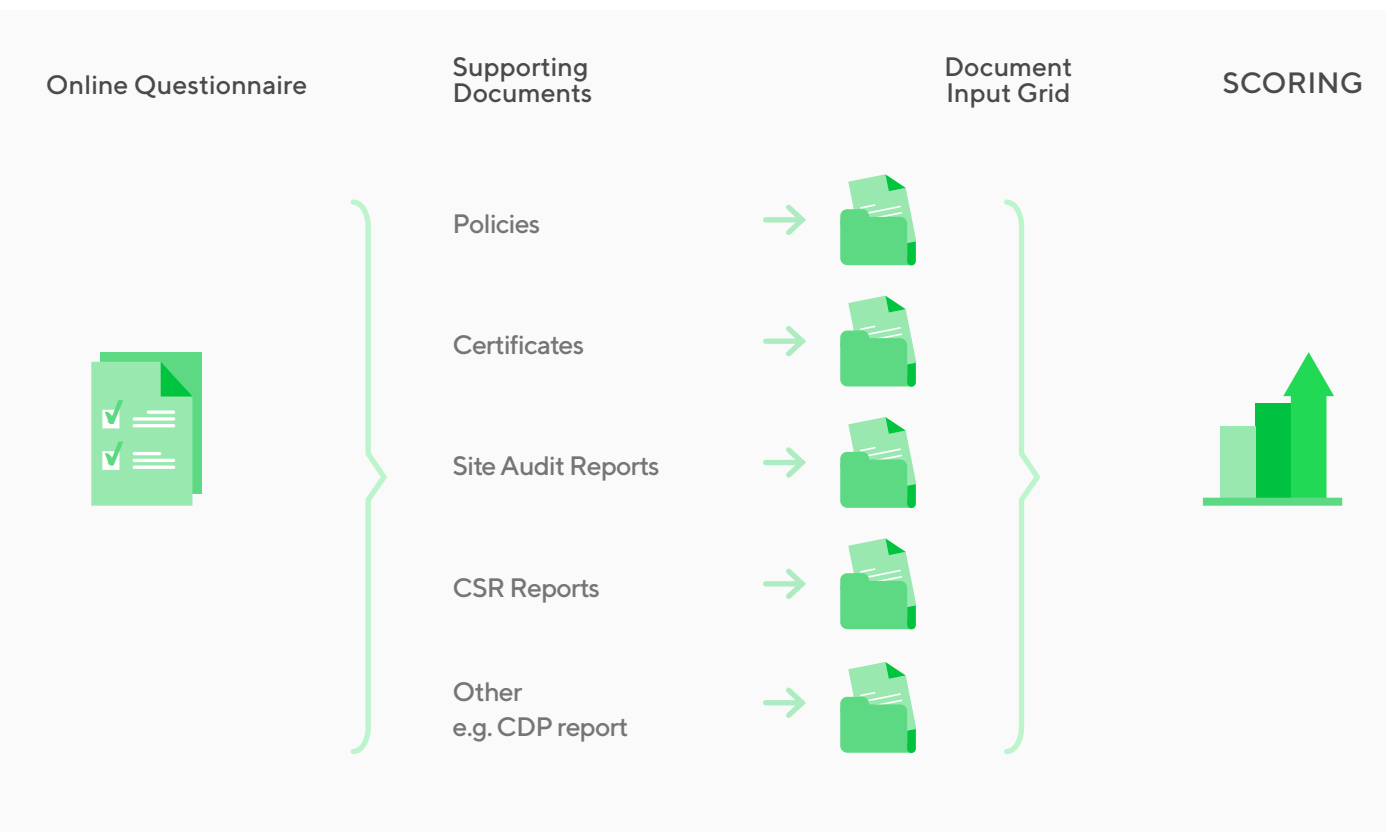 Online Questionnaire
Supporting
Documents
Document
Input Grid
SCORING
Policies
Certificates
Site Audit Reports
CSR Reports
Other
e.g. CDP report